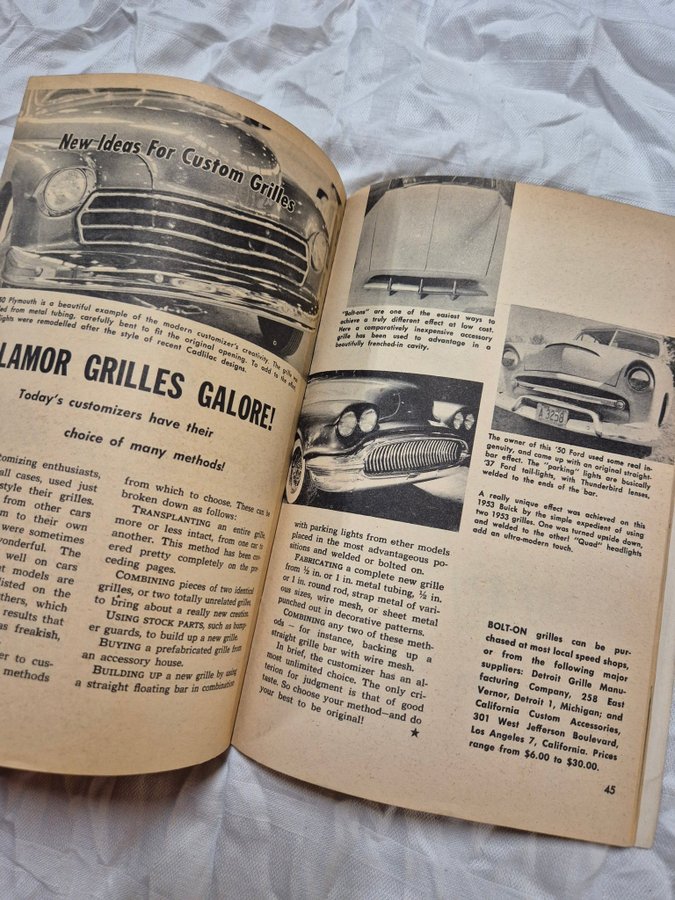 New Ideas For Custom Grilles
50 Plymouth is a beautiful example of the modern customizer's creativity. The grille was
ed from metal tubing, carefully bent to fit the original opening. To add to the effect,
lights were remodelled after the style of recent Cadillac designs.
LAMOR GRILLES GALORE!
Today's customizers have their
choice of many methods!
tomizing enthusiasts,
all cases, used just
style their grilles.
from other cars
m to their own
were sometimes
wonderful. The
well on cars
ut models are
listed on the
thers, which
results that
as freakish,
er to cus-
methods
from which to choose. These can be
broken down as follows:
TRANSPLANTING an entire grille,
more or less intact, from one car to
another. This method has been cov-
ered pretty completely on the pre-
ceding pages.
COMBINING pieces of two identical
grilles, or two totally unrelated grilles,
to bring about a really new creation.
USING STOCK PARTS, such as bump-
er guards, to build up a new grille.
BUYING a prefabricated grille from
an accessory house.
BUILDING UP a new grille by using
a straight floating bar in combination
"Bolt-ons" are one of the easiest ways to
achieve a truly different effect at low cost.
Here a comparatively inexpensive accessory
grille has been used to advantage in a
beautifully frenched-in cavity.
A 3258
The owner of this '50 Ford used some real in-
genuity, and came up with an original straight-
bar effect. The "parking" lights are basically
'37 Ford tail-lights, with Thunderbird lenses,
welded to the ends of the bar.
A really unique effect was achieved on this
1953 Buick by the simple expedient of using
two 1953 grilles. One was turned upside down,
and welded to the other! "Quad" headlights
add an ultra-modern touch.
with parking lights from other models
placed in the most advantageous po-
sitions and welded or bolted on.
FABRICATING a complete new grille
from ½ in. or 1 in. metal tubing, ½ in.
or 1 in. round rod, strap metal of vari-
ous sizes, wire mesh, or sheet metal
punched out in decorative patterns.
COMBINING any two of these meth-
ods – for instance, backing up a
straight grille bar with wire mesh.
In brief, the customizer has an al-
most unlimited choice. The only cri-
terion for judgment is that of good
taste. So choose your method—and do
your best to be original!
BOLT-ON grilles can be pur-
chased at most local speed shops,
or from the following major
suppliers: Detroit Grille Manu-
facturing Company, 258 East
Vernor, Detroit 1, Michigan; and
California Custom Accessories,
301 West Jefferson Boulevard,
Los Angeles 7, California. Prices
range from $6.00 to $30.00.
45